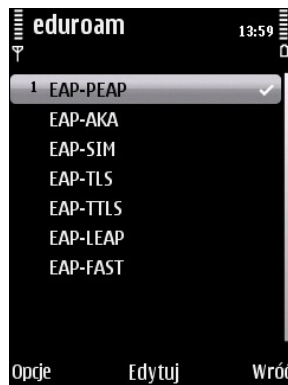 eduroam
13:59
1 EAP-PEAP
EAP-AKA
EAP-SIM
EAP-TLS
EAP-TTLS
EAP-LEAP
EAP-FAST
Opcje Edytuj Wróć